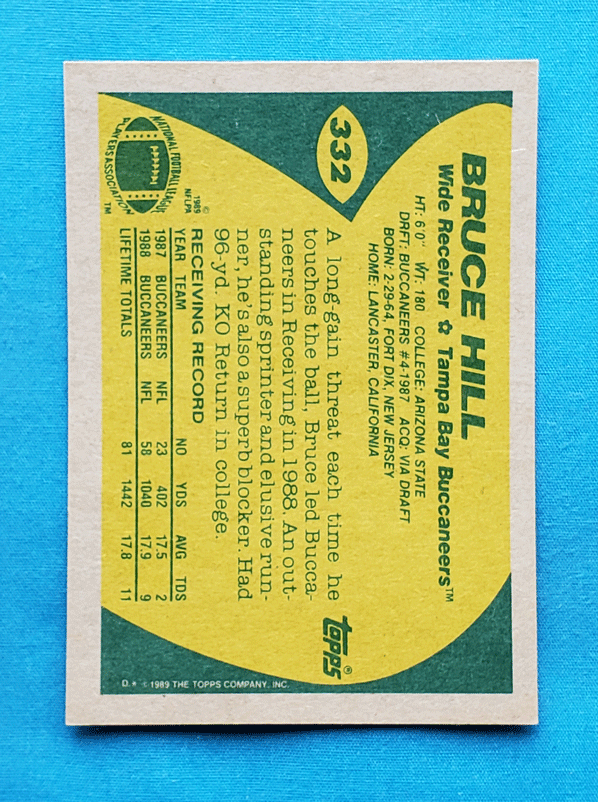 332
BRUCE HILL
Wide Receiver ✩ Tampa Bay Buccaneers™
HT: 6'0" WT: 180 COLLEGE: ARIZONA STATE
DRFT: BUCCANEERS #4-1987 ACQ: VIA DRAFT
BORN: 2-29-64, FORT DIX, NEW JERSEY
HOME: LANCASTER, CALIFORNIA
A long-gain threat each time he
touches the ball, Bruce led Bucca-
neers in Receiving in 1988. An out-
standing sprinter and elusive run-
ner, he's also a superb blocker. Had
96-yd. KO Return in college.
topps®
NATIONAL FOOTBALL LEAGUE
PLAYERS ASSOCIATION
™
©
1989
NFLPA
RECEIVING RECORD
YEAR TEAM NO YDS AVG TDS
1987 BUCCANEERS NFL 23 402 17.5 2
1988 BUCCANEERS NFL 58 1040 17.9 9
LIFETIME TOTALS 81 1442 17.8 11
D.* © 1989 THE TOPPS COMPANY, INC.